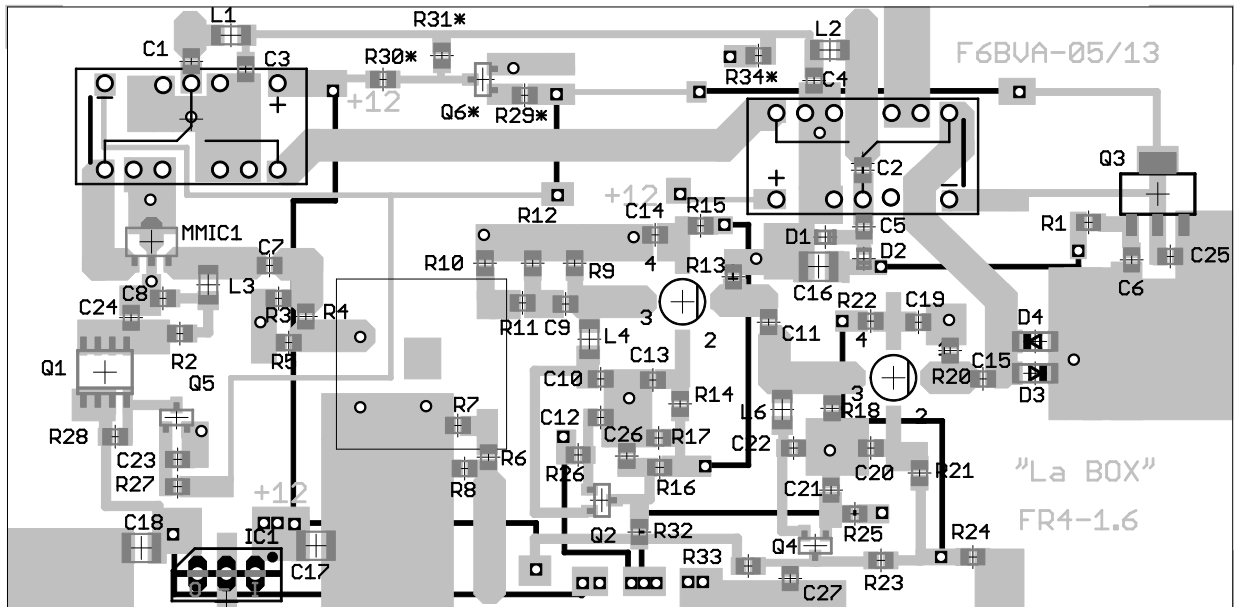 L1
R31*
C1
C3
R30*
L2
F6BVA-05/13
R34*
C4
+12
Q6*
R29*
+
C2
Q3
+
+12
R12
C14
R15
R1
MMIC1
C7
D1
C5
D2
R10
R9
4
R13
C25
C8
L3
C16
C6
C24
R3
R4
R11
C9
3
R22
C19
2
C11
4
D4
R2
R5
L4
Q1
Q5
C10
C13
R20
C15
3
D3
R14
R7
C12
L6
R18
2
R28
C26
R17
C22
C23
R6
R26
C20
R27
R8
R16
R21
"La BOX"
+12
C21
C18
R25
FR4-1.6
IC1
Q2
R32
Q4
R24
C17
R33
R23
C27